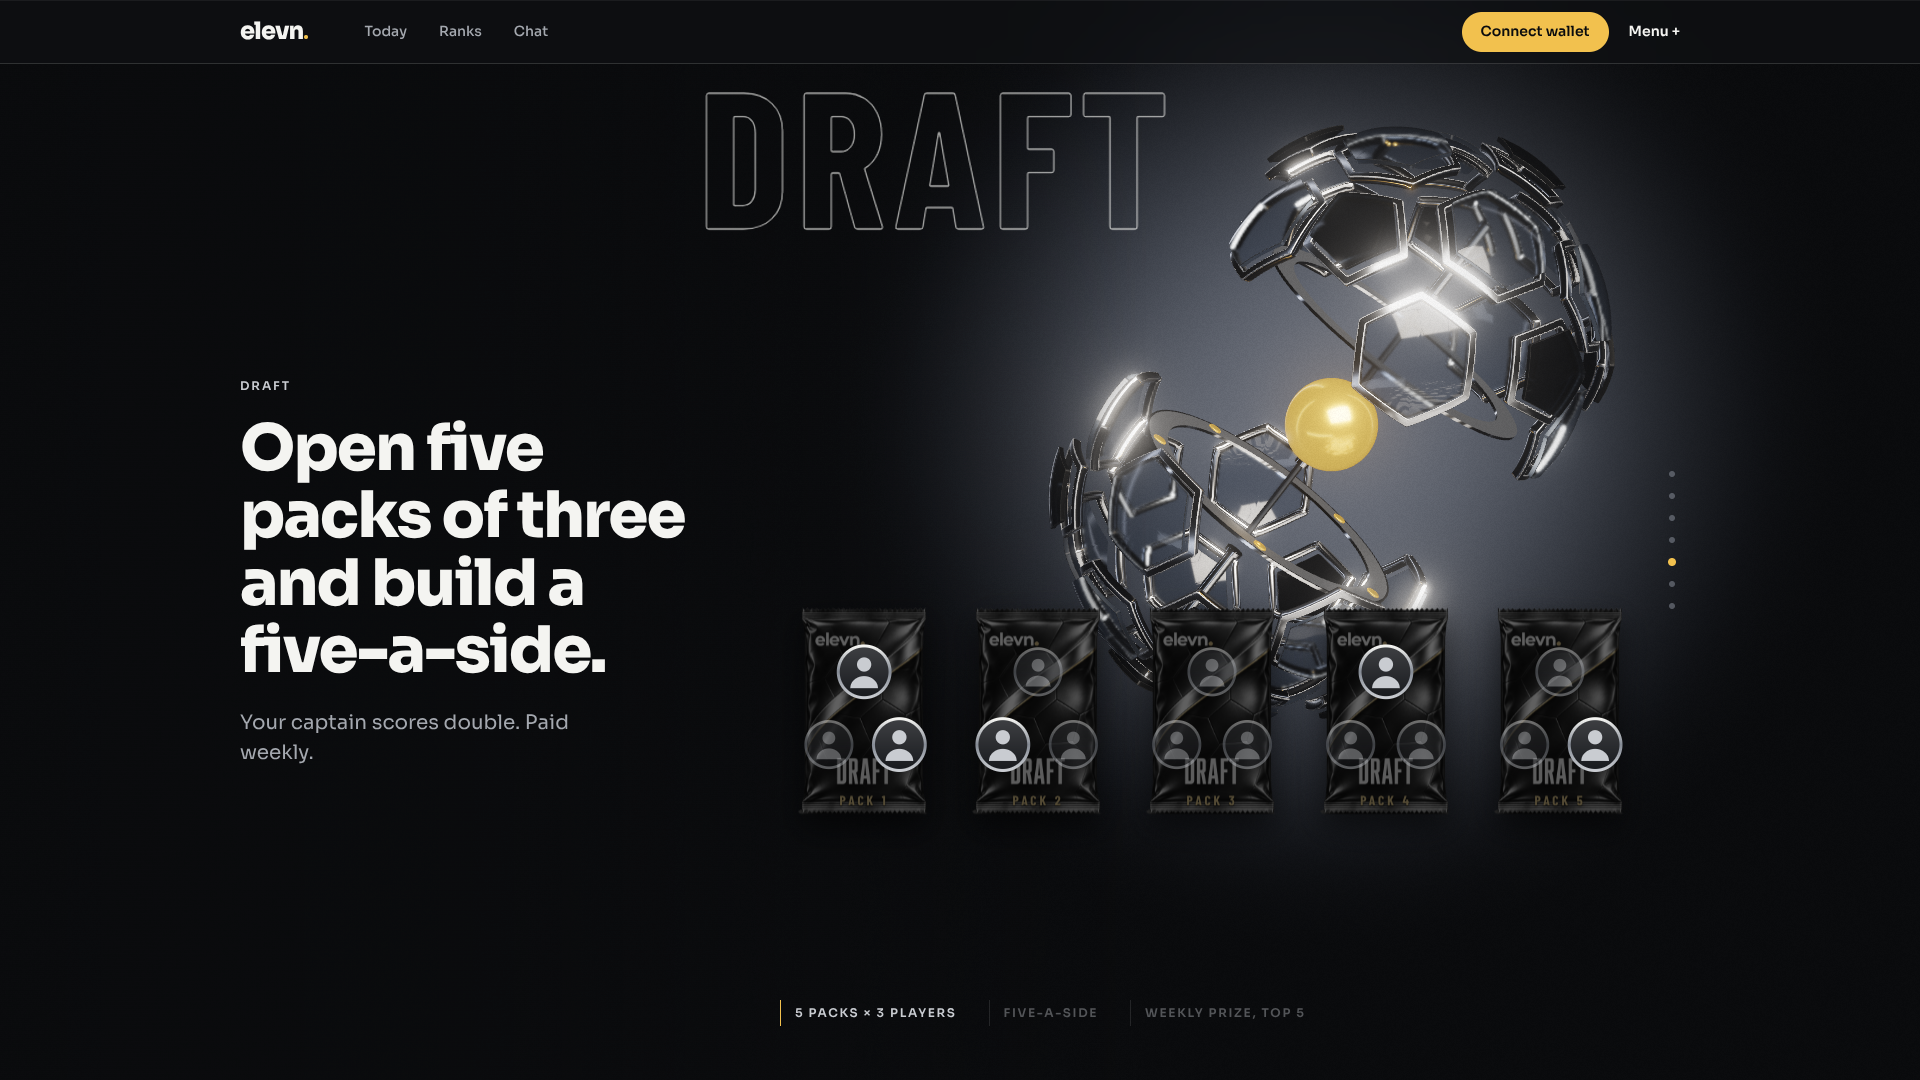 elevn.
Today
Ranks
Chat
Connect wallet
Menu +
DRAFT
DRAFT
Open five
packs of three
and build a
five-a-side.
Your captain scores double. Paid
weekly.
elevn.
DRAFT
PACK 1
elevn.
DRAFT
PACK 2
elevn.
DRAFT
PACK 3
elevn.
DRAFT
PACK 4
elevn.
DRAFT
PACK 5
5 PACKS × 3 PLAYERS
FIVE-A-SIDE
WEEKLY PRIZE, TOP 5